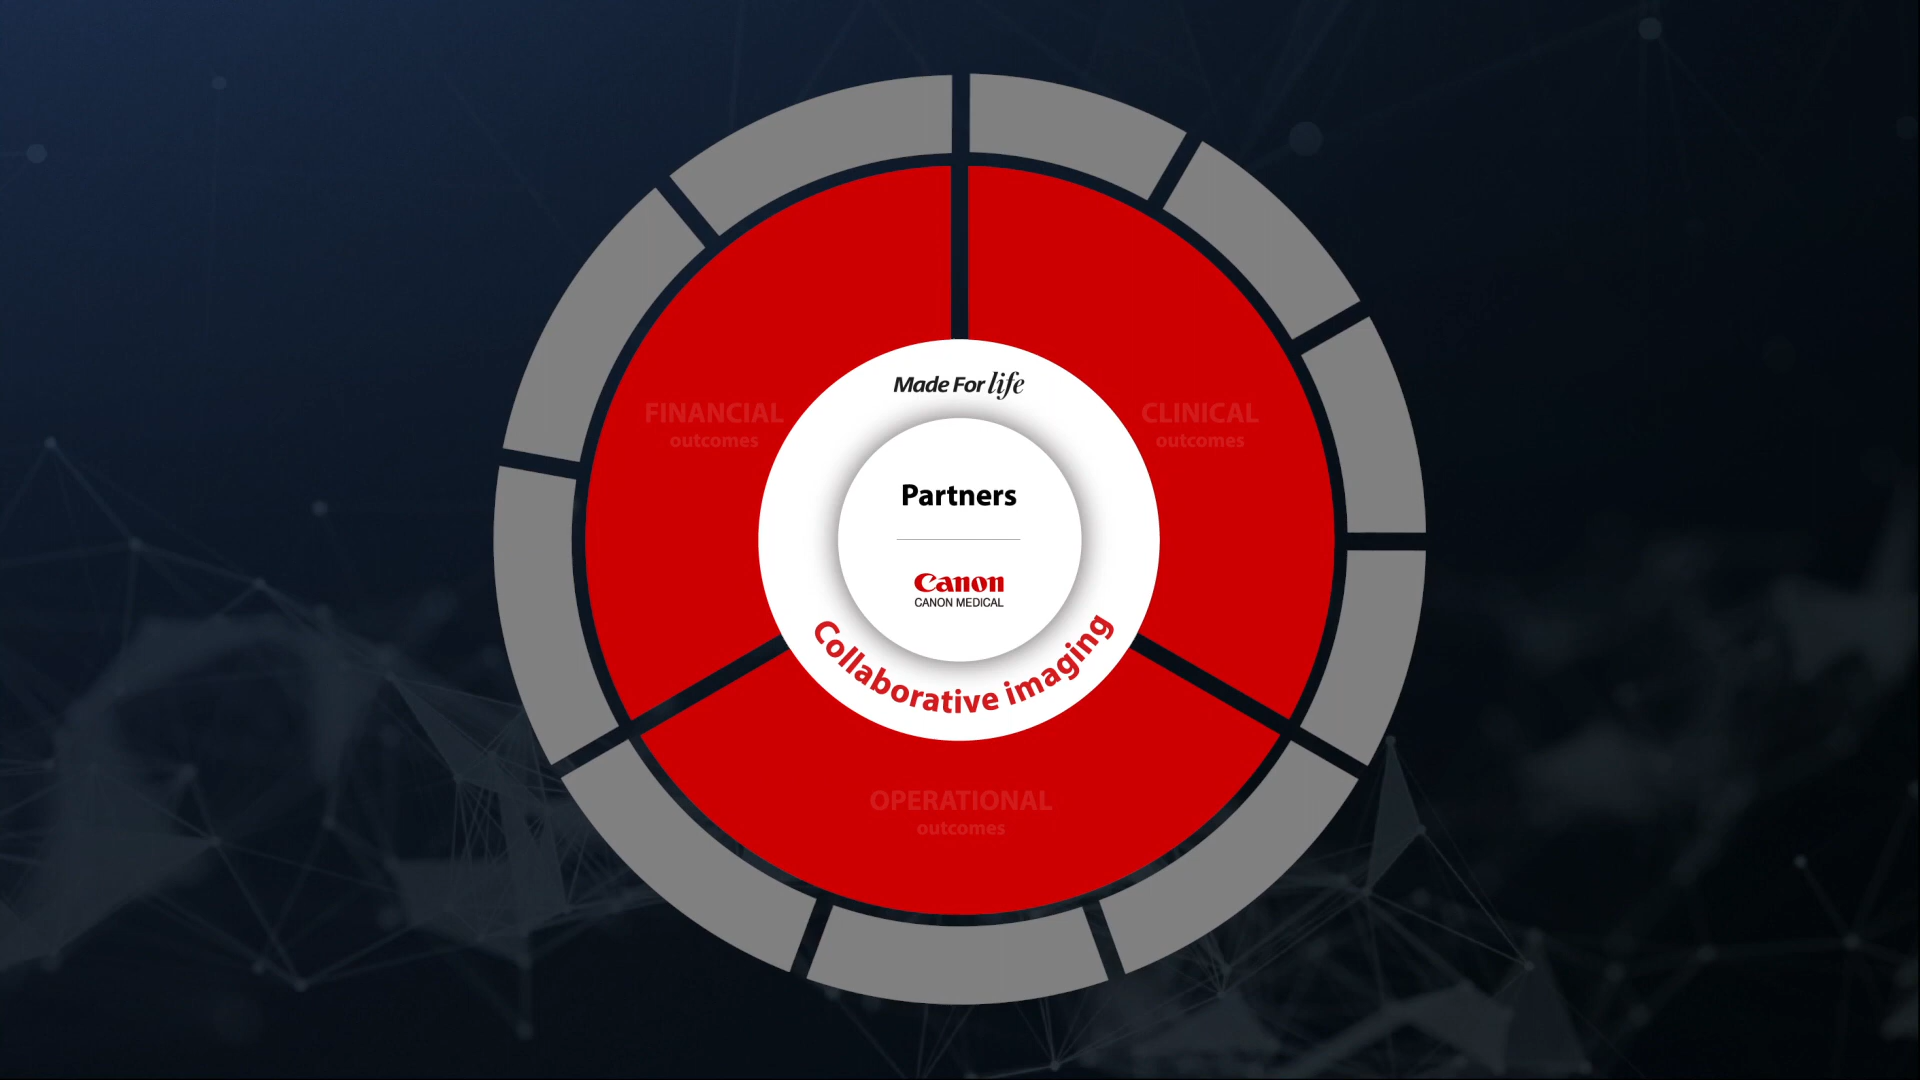 Made For life
FINANCIAL
outcomes
CLINICAL
outcomes
Partners
Canon
CANON MEDICAL
Collaborative imaging
OPERATIONAL
outcomes